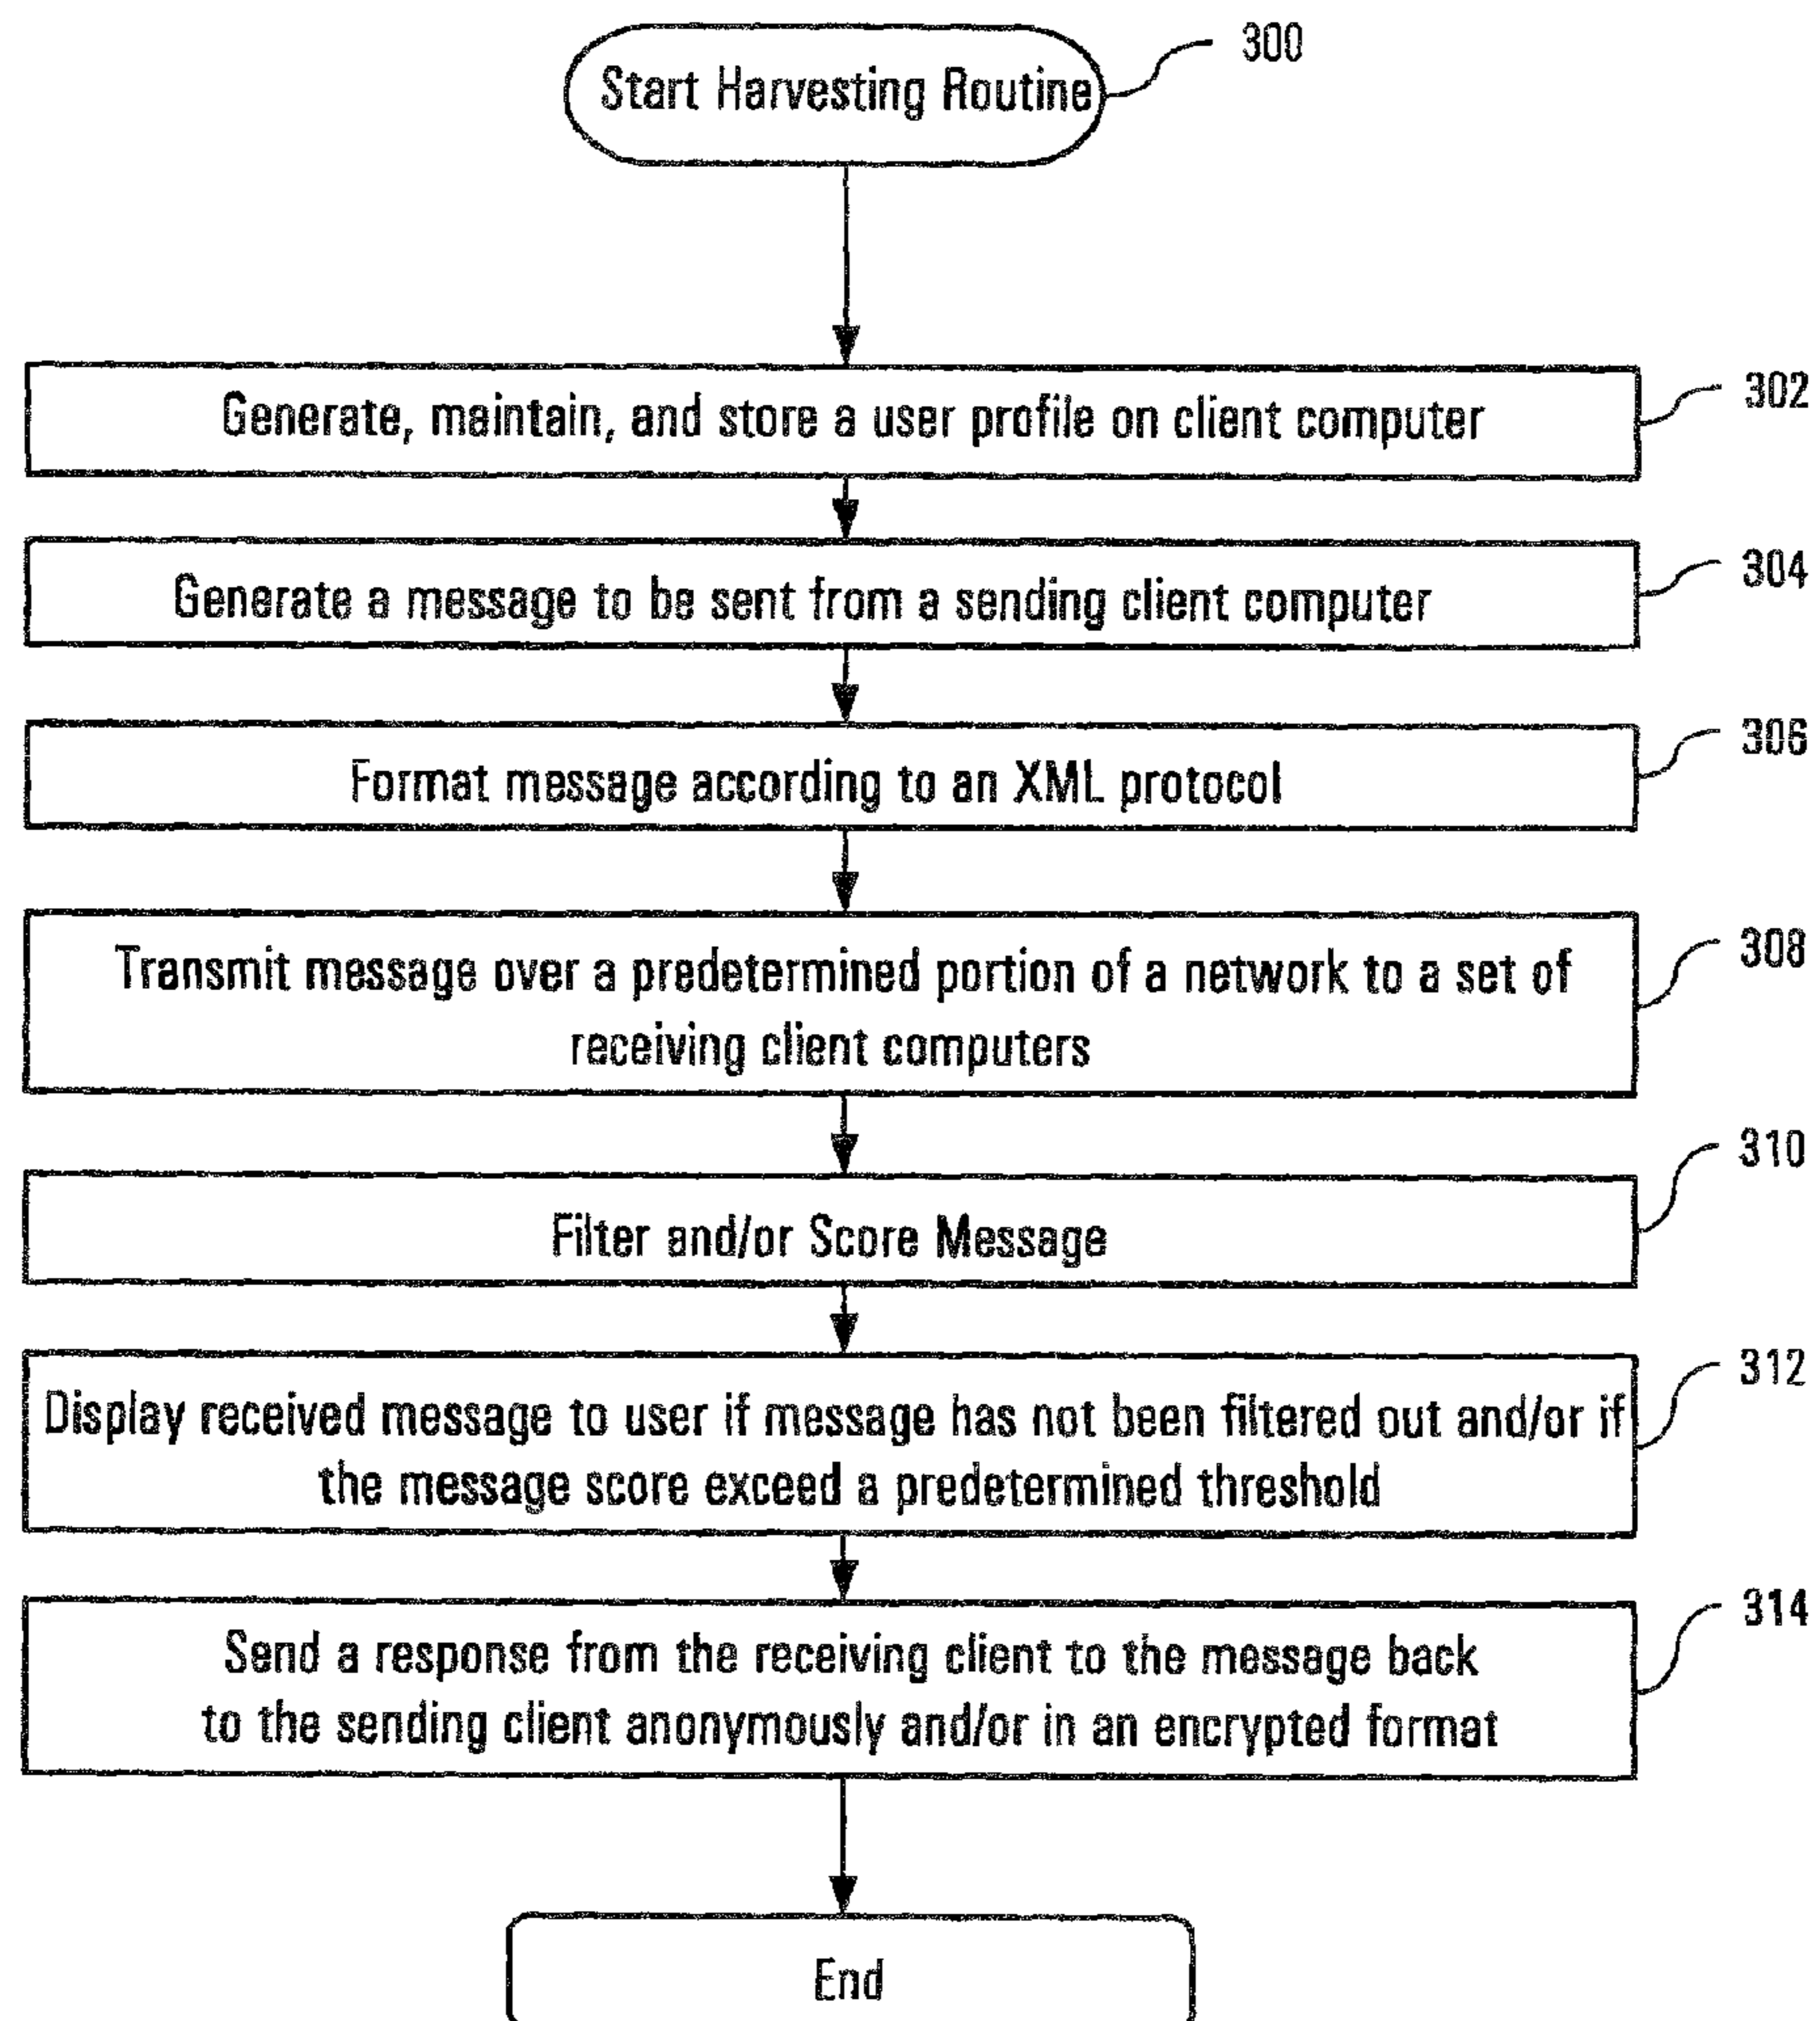 Start Harvesting Routine
300
Generate, maintain, and store a user profile on client computer
302
Generate a message to be sent from a sending client computer
304
Format message according to an XML protocol
306
Transmit message over a predetermined portion of a network to a set of
receiving client computers
308
Filter and/or Score Message
310
Display received message to user if message has not been filtered out and/or if
the message score exceed a predetermined threshold
312
Send a response from the receiving client to the message back
to the sending client anonymously and/or in an encrypted format
314
End